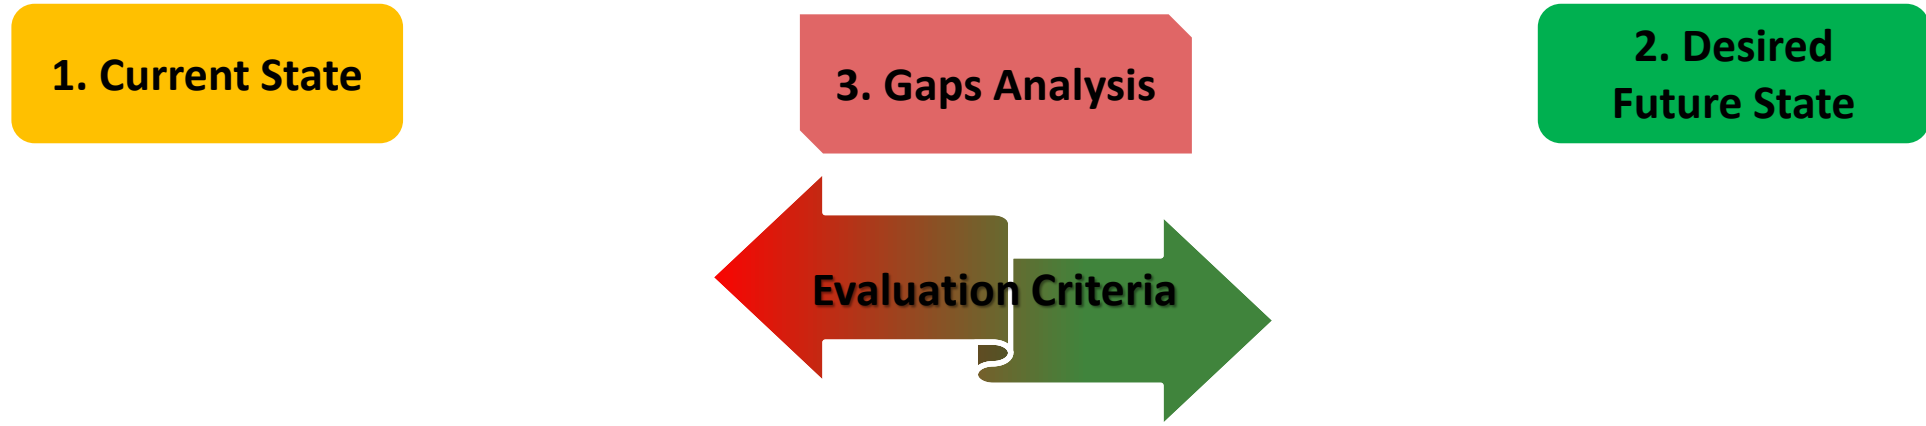 1. Current State
3. Gaps Analysis
2. Desired
Future State
Evaluation Criteria